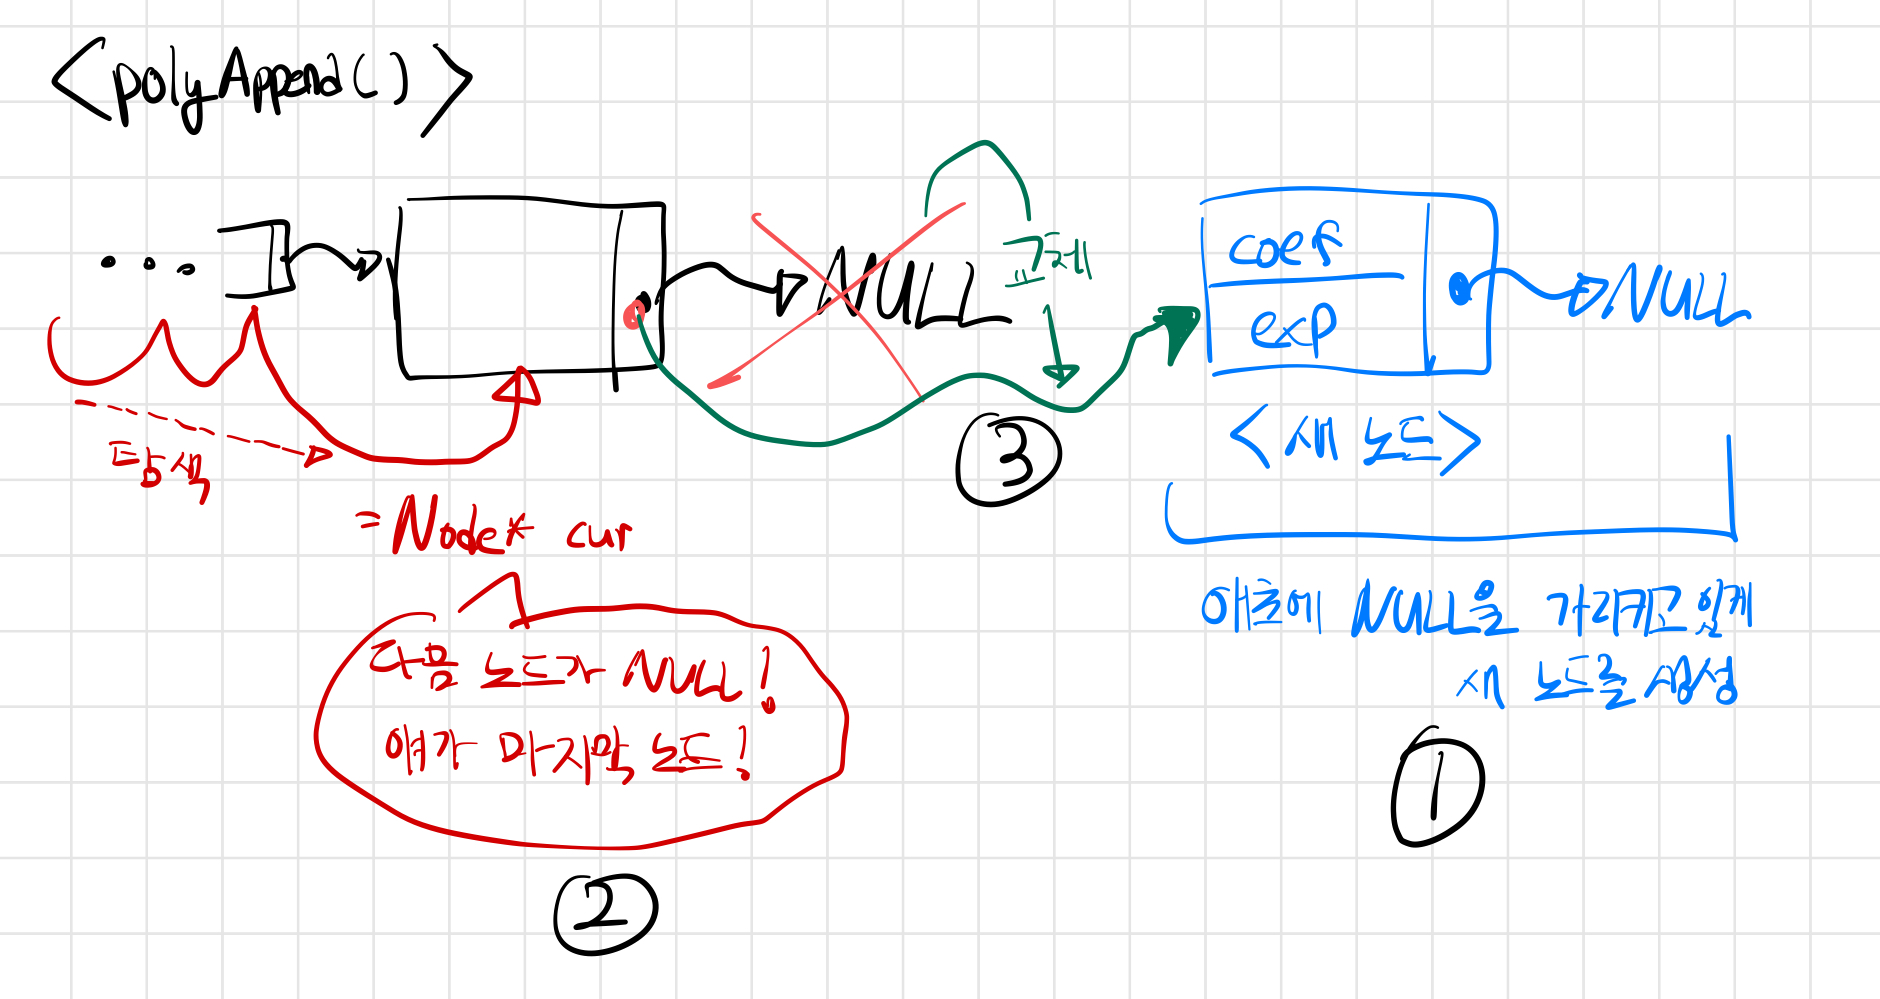 <polyAppend()>
...
NULL
교체
coef
exp
NULL
<새 노드>
탐색
= Node* cur
③
애초에 NULL을 가리키고 있게
새 노드를 생성
①
다음 노드가 NULL!
얘가 마지막 노드!
②